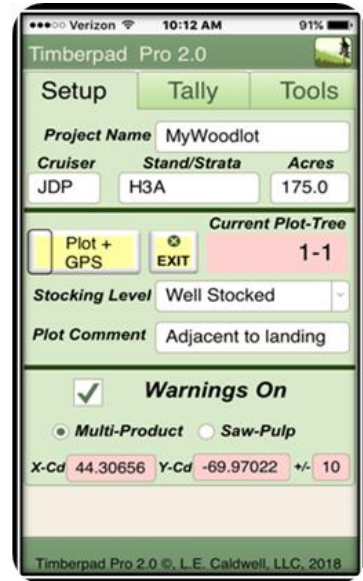 Verizon 10:12 AM 91%
Timberpad Pro 2.0
Setup Tally Tools
Project Name MyWoodlot
Cruiser Stand/Strata Acres
JDP H3A 175.0
Current Plot-Tree
Plot + GPS EXIT 1-1
Stocking Level Well Stocked
Plot Comment Adjacent to landing
Warnings On
Multi-Product Saw-Pulp
X-Cd 44.30656 Y-Cd -69.97022 +/- 10
Timberpad Pro 2.0 ©, L.E. Caldwell, LLC, 2018